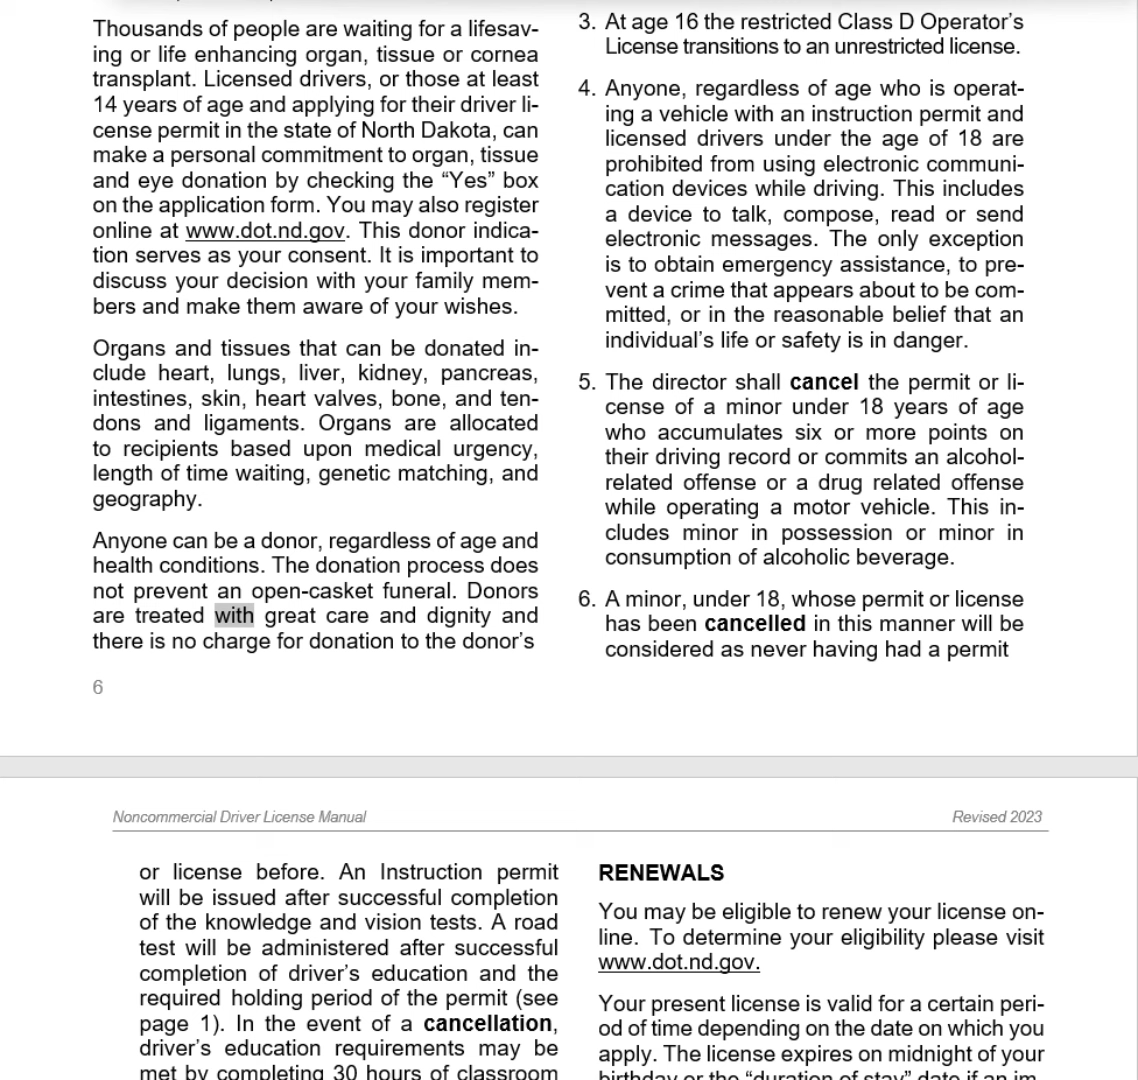 Thousands of people are waiting for a lifesav-
ing or life enhancing organ, tissue or cornea
transplant. Licensed drivers, or those at least
14 years of age and applying for their driver li-
cense permit in the state of North Dakota, can
make a personal commitment to organ, tissue
and eye donation by checking the “Yes” box
on the application form. You may also register
online at www.dot.nd.gov. This donor indica-
tion serves as your consent. It is important to
discuss your decision with your family mem-
bers and make them aware of your wishes.
Organs and tissues that can be donated in-
clude heart, lungs, liver, kidney, pancreas,
intestines, skin, heart valves, bone, and ten-
dons and ligaments. Organs are allocated
to recipients based upon medical urgency,
length of time waiting, genetic matching, and
geography.
Anyone can be a donor, regardless of age and
health conditions. The donation process does
not prevent an open-casket funeral. Donors
are treated with great care and dignity and
there is no charge for donation to the donor’s
3. At age 16 the restricted Class D Operator’s
License transitions to an unrestricted license.
4. Anyone, regardless of age who is operat-
ing a vehicle with an instruction permit and
licensed drivers under the age of 18 are
prohibited from using electronic communi-
cation devices while driving. This includes
a device to talk, compose, read or send
electronic messages. The only exception
is to obtain emergency assistance, to pre-
vent a crime that appears about to be com-
mitted, or in the reasonable belief that an
individual’s life or safety is in danger.
5. The director shall cancel the permit or li-
cense of a minor under 18 years of age
who accumulates six or more points on
their driving record or commits an alcohol-
related offense or a drug related offense
while operating a motor vehicle. This in-
cludes minor in possession or minor in
consumption of alcoholic beverage.
6. A minor, under 18, whose permit or license
has been cancelled in this manner will be
considered as never having had a permit
6
Noncommercial Driver License Manual
Revised 2023
or license before. An Instruction permit
will be issued after successful completion
of the knowledge and vision tests. A road
test will be administered after successful
completion of driver’s education and the
required holding period of the permit (see
page 1). In the event of a cancellation,
driver’s education requirements may be
met by completing 30 hours of classroom
RENEWALS
You may be eligible to renew your license on-
line. To determine your eligibility please visit
www.dot.nd.gov.
Your present license is valid for a certain peri-
od of time depending on the date on which you
apply. The license expires on midnight of your
birthday or the “duration of stay” date if an im-